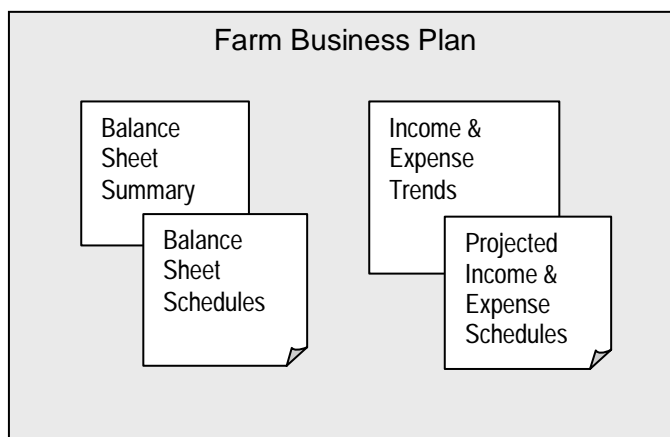 Farm Business Plan
Balance
Sheet
Summary
Balance
Sheet
Schedules
Income &
Expense
Trends
Projected
Income &
Expense
Schedules